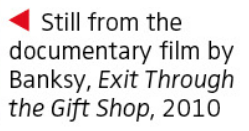 ◀ Still from the
documentary film by
Banksy, Exit Through
the Gift Shop, 2010